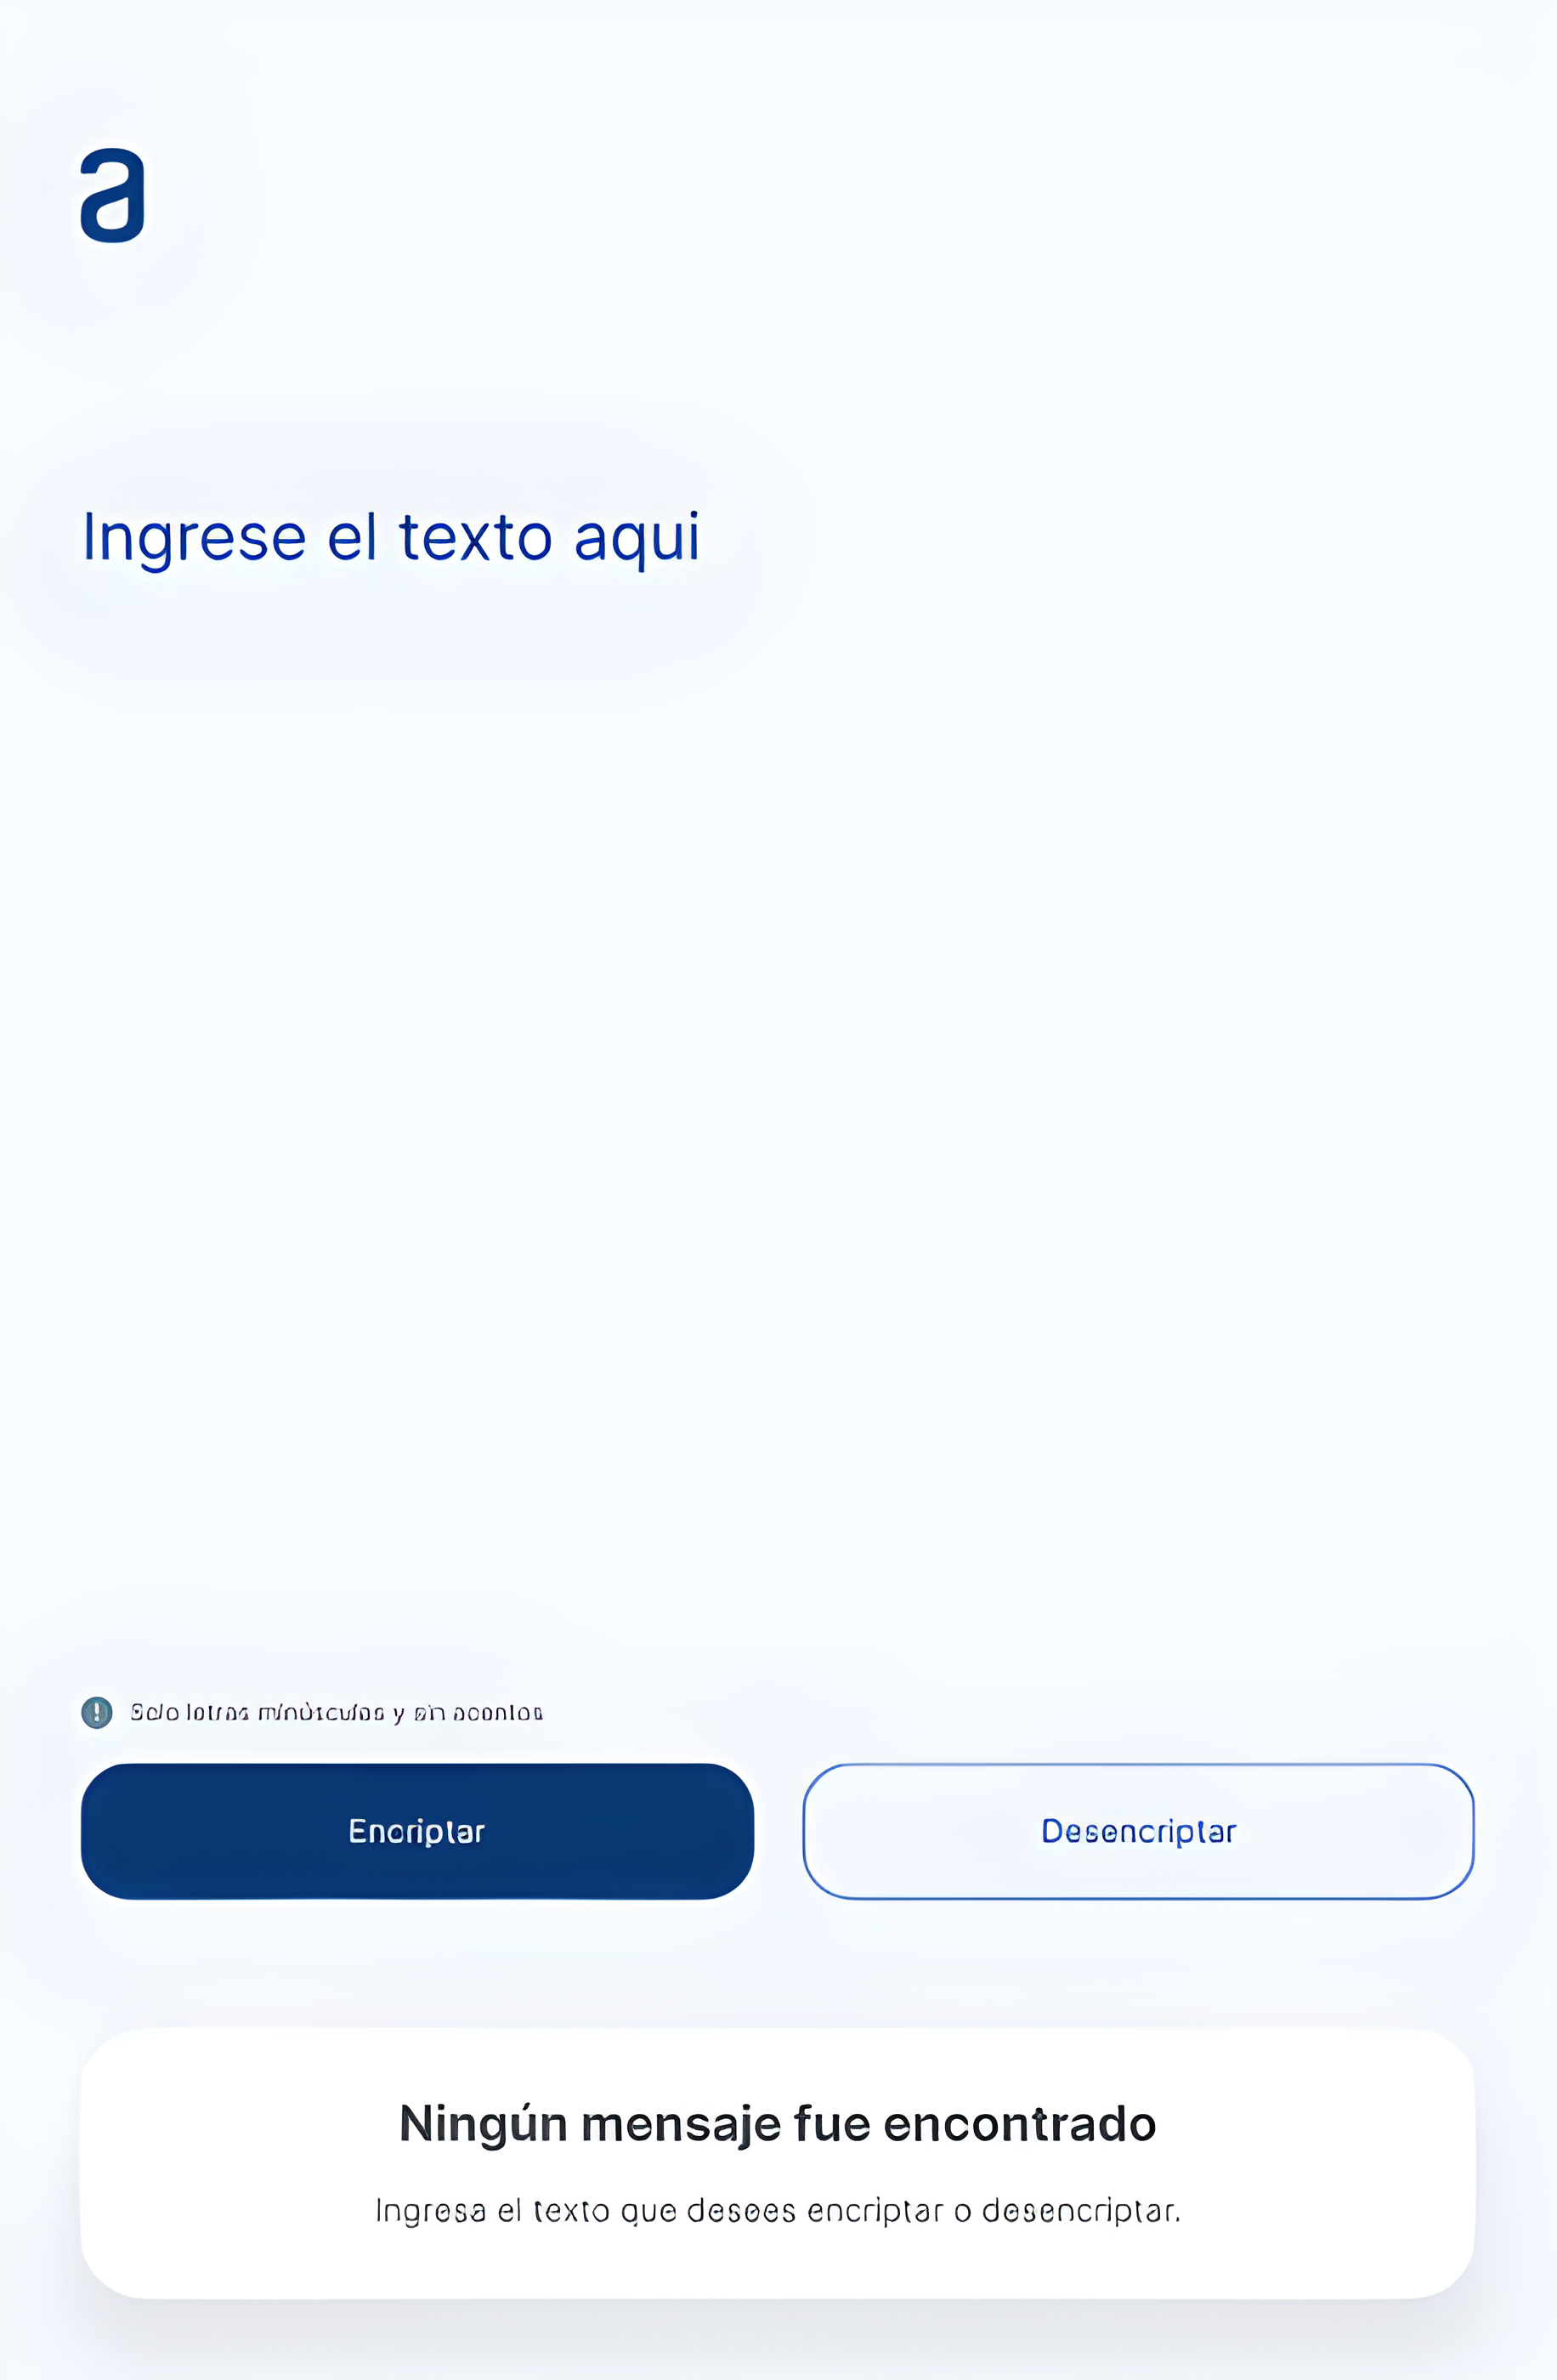 a
Ingrese el texto aqui
Solo letras minúsculas y sin acentos
Encriptar
Desencriptar
Ningún mensaje fue encontrado
Ingresa el texto que desees encriptar o desencriptar.